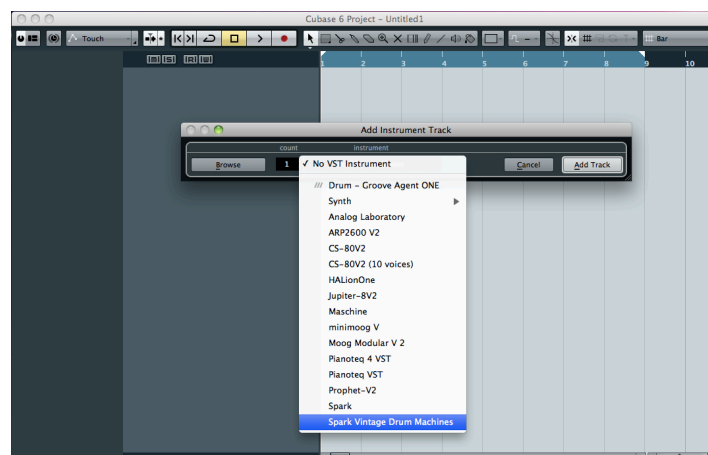 Cubase 6 Project – Untitled1
Touch
Bar
1 2 3 4 5 6 7 8 9 10
Add Instrument Track
count instrument
Browse 1 ✓ No VST Instrument Cancel Add Track
Drum – Groove Agent ONE
Synth
Analog Laboratory
ARP2600 V2
CS–80V2
CS–80V2 (10 voices)
HALionOne
Jupiter–8V2
Maschine
minimoog V
Moog Modular V 2
Pianoteq 4 VST
Pianoteq VST
Prophet–V2
Spark
Spark Vintage Drum Machines